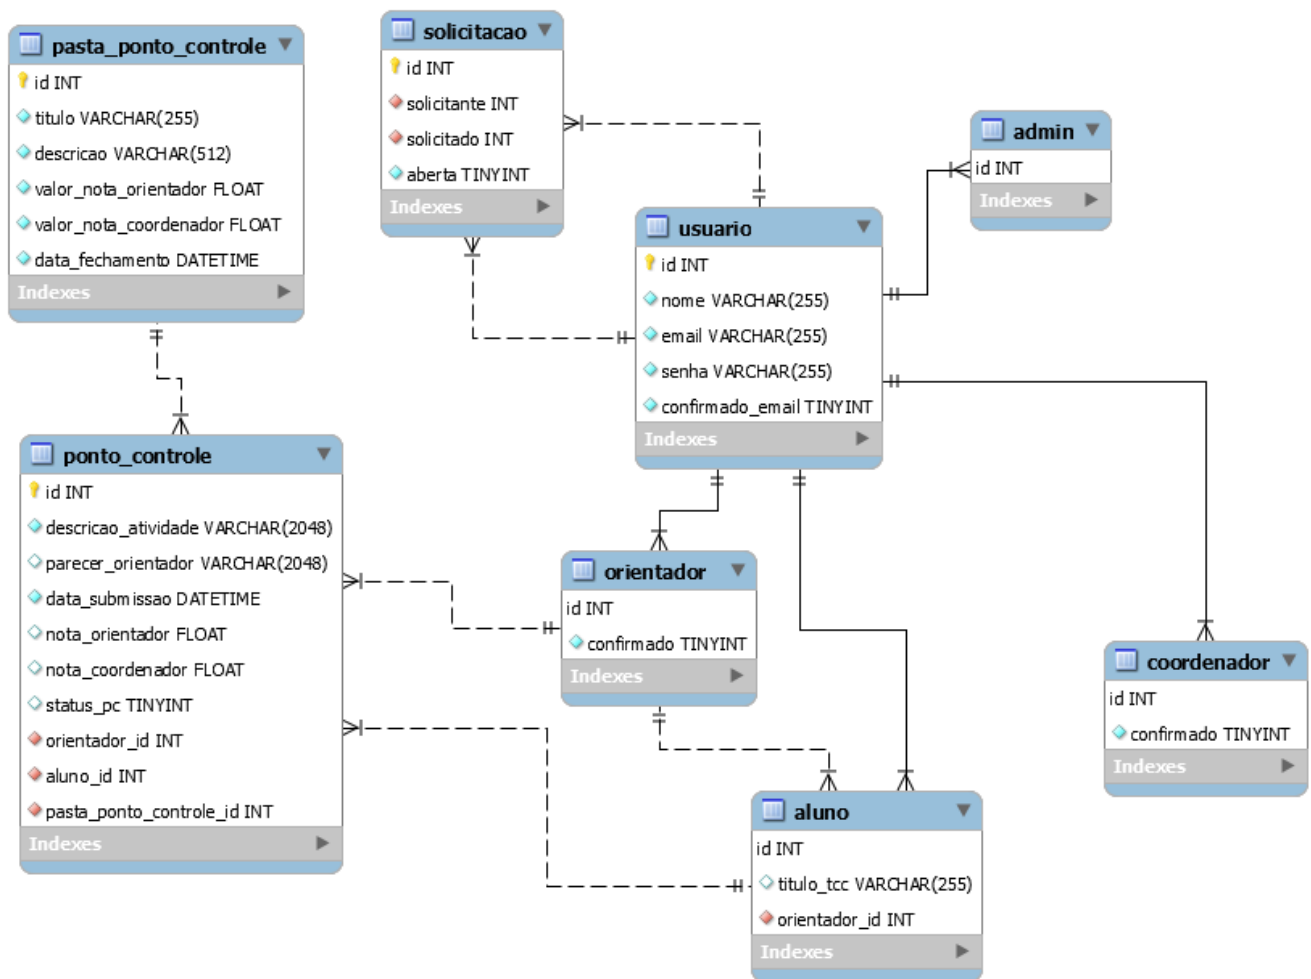 pasta_ponto_controle
id INT
titulo VARCHAR(255)
descricao VARCHAR(512)
valor_nota_orientador FLOAT
valor_nota_coordenador FLOAT
data_fechamento DATETIME
Indexes
solicitacao
id INT
solicitante INT
solicitado INT
aberta TINYINT
Indexes
admin
id INT
Indexes
usuario
id INT
nome VARCHAR(255)
email VARCHAR(255)
senha VARCHAR(255)
confirmado_email TINYINT
Indexes
ponto_controle
id INT
descricao_atividade VARCHAR(2048)
parecer_orientador VARCHAR(2048)
data_submissao DATETIME
nota_orientador FLOAT
nota_coordenador FLOAT
status_pc TINYINT
orientador_id INT
aluno_id INT
pasta_ponto_controle_id INT
Indexes
orientador
id INT
confirmado TINYINT
Indexes
coordenador
id INT
confirmado TINYINT
Indexes
aluno
id INT
titulo_tcc VARCHAR(255)
orientador_id INT
Indexes